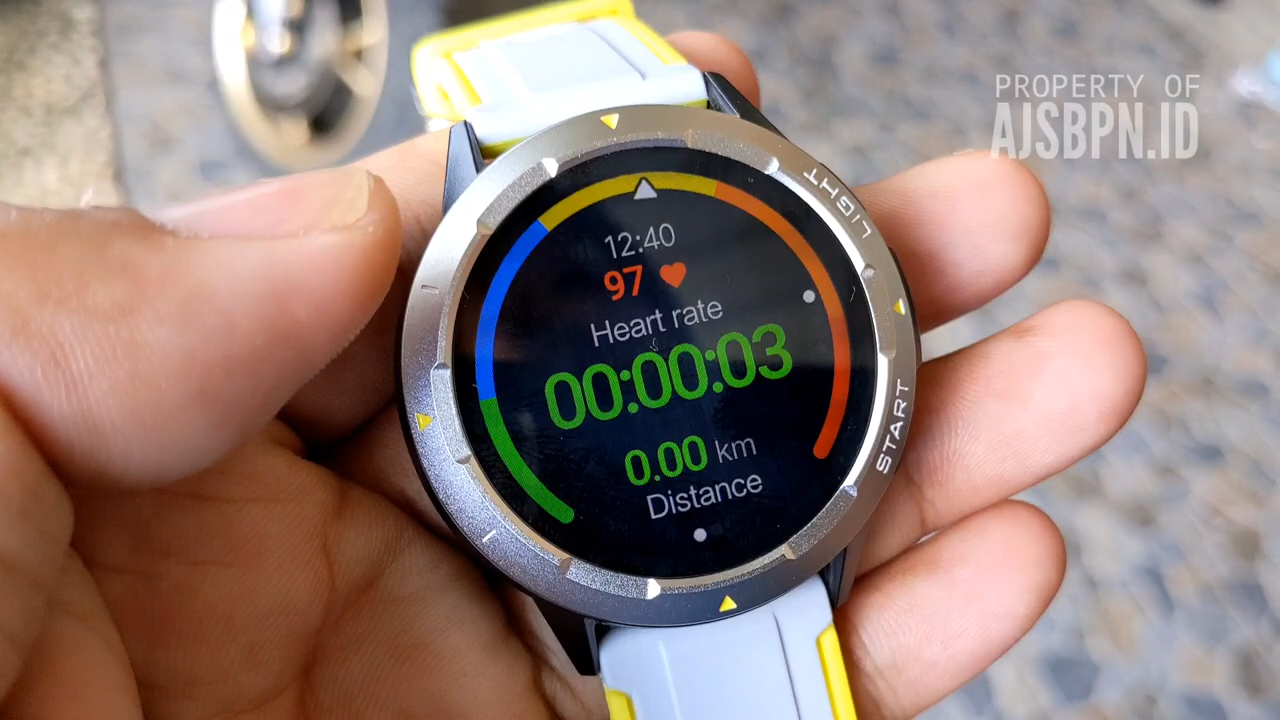 PROPERTY OF
AJSBPN.ID
LIGHT
12:40
97
Heart rate
00:00:03
0.00 km
Distance
START